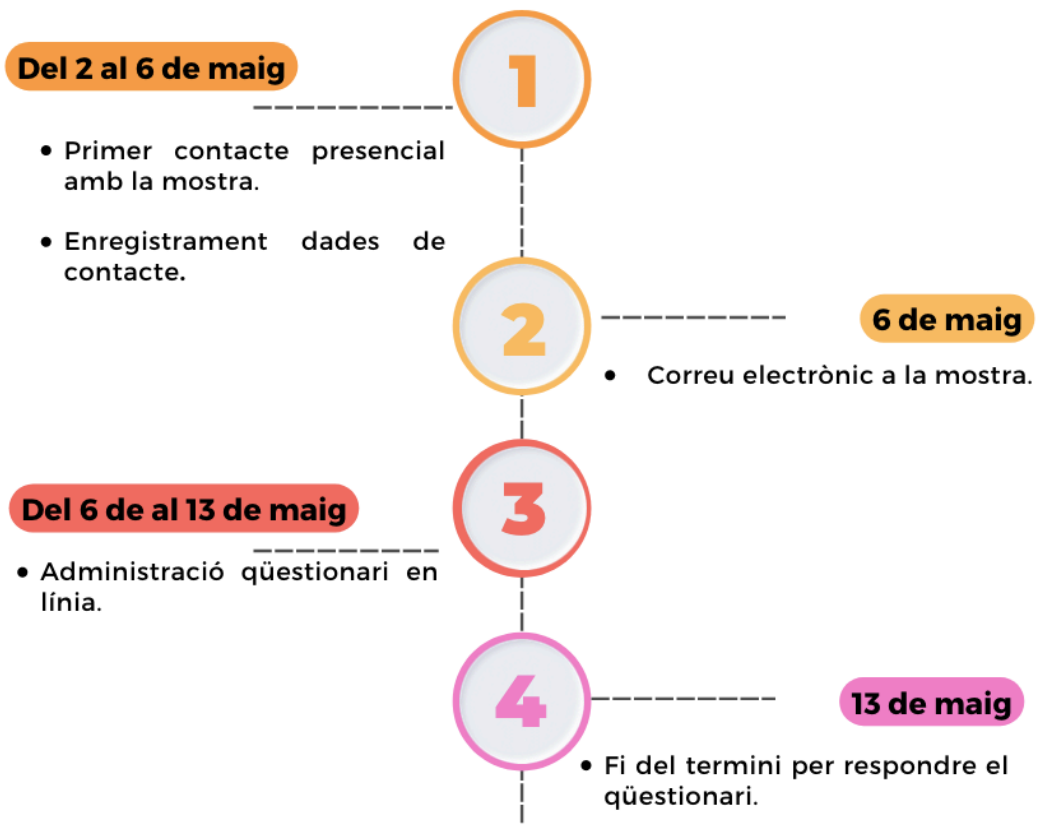 1
Del 2 al 6 de maig
• Primer contacte presencial
amb la mostra.
• Enregistrament dades de
contacte.
2
6 de maig
• Correu electrònic a la mostra.
3
Del 6 de al 13 de maig
• Administració qüestionari en
línia.
4
13 de maig
• Fi del termini per respondre el
qüestionari.